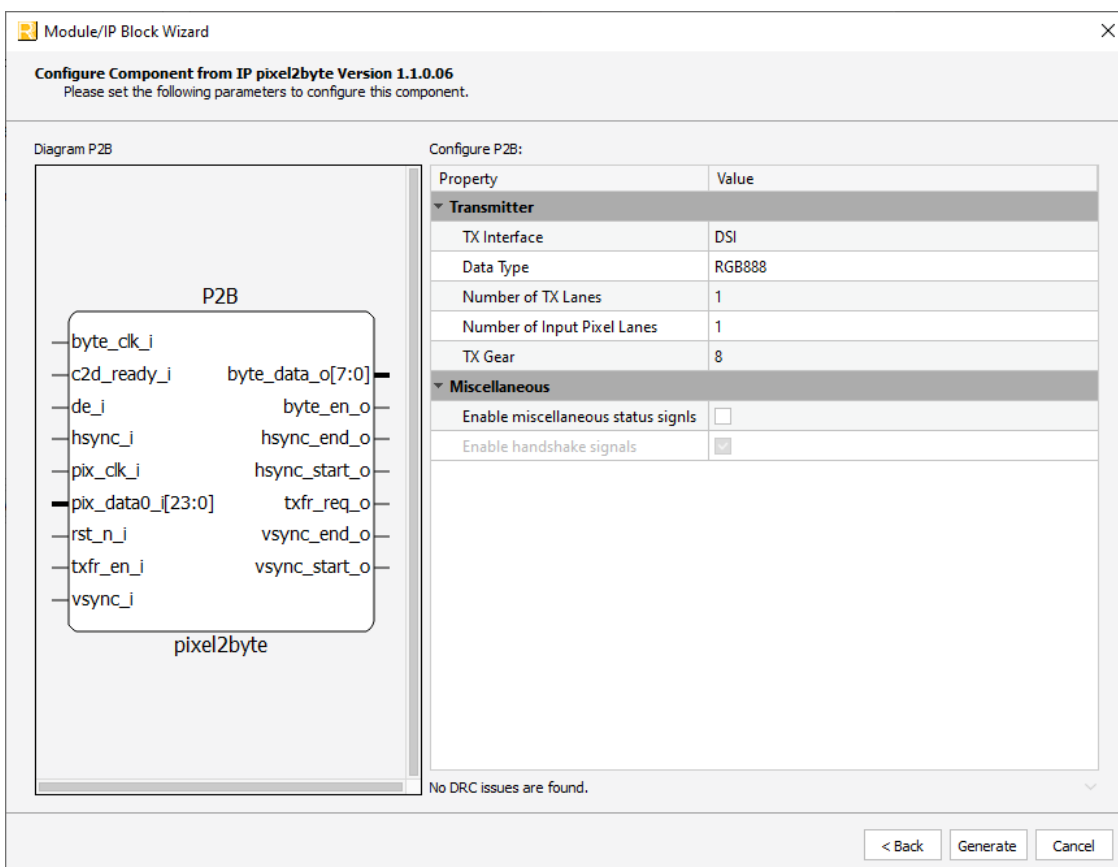 Module/IP Block Wizard
Configure Component from IP pixel2byte Version 1.1.0.06
Please set the following parameters to configure this component.
Diagram P2B
P2B
byte_clk_i
c2d_ready_i byte_data_o[7:0]
de_i byte_en_o
hsync_i hsync_end_o
pix_clk_i hsync_start_o
pix_data0_i[23:0] txfr_req_o
rst_n_i vsync_end_o
txfr_en_i vsync_start_o
vsync_i
pixel2byte
Configure P2B:
Property Value
Transmitter
TX Interface DSI
Data Type RGB888
Number of TX Lanes 1
Number of Input Pixel Lanes 1
TX Gear 8
Miscellaneous
Enable miscellaneous status signls
Enable handshake signals
No DRC issues are found.
< Back Generate Cancel